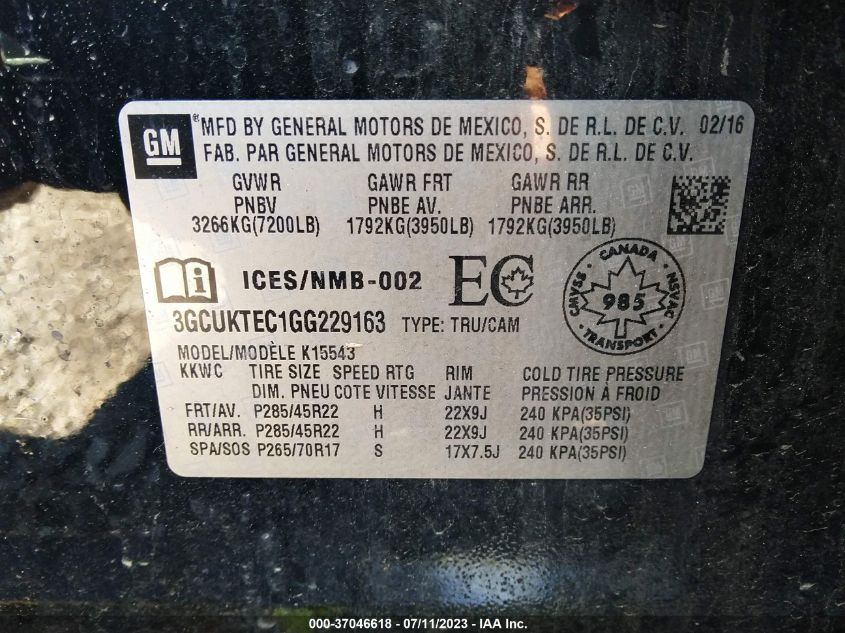 GM
® MFD BY GENERAL MOTORS DE MEXICO, S. DE R.L. DE C.V. 02/16
FAB. PAR GENERAL MOTORS DE MEXICO, S. DE R.L. DE C.V.
GVWR GAWR FRT GAWR RR
PNBV PNBE AV. PNBE ARR.
3266KG(7200LB) 1792KG(3950LB) 1792KG(3950LB)
i ICES/NMB-002 EC
CANADA
CMVSS 985 NSVAC
TRANSPORT
3GCUKTEC1GG229163 TYPE: TRU/CAM
MODEL/MODÈLE K15543
KKWC TIRE SIZE SPEED RTG RIM COLD TIRE PRESSURE
DIM. PNEU COTE VITESSE JANTE PRESSION À FROID
FRT/AV. P285/45R22 H 22X9J 240 KPA(35PSI)
RR/ARR. P285/45R22 H 22X9J 240 KPA(35PSI)
SPA/SOS P265/70R17 S 17X7.5J 240 KPA(35PSI)
000-37046618 - 07/11/2023 - IAA Inc.